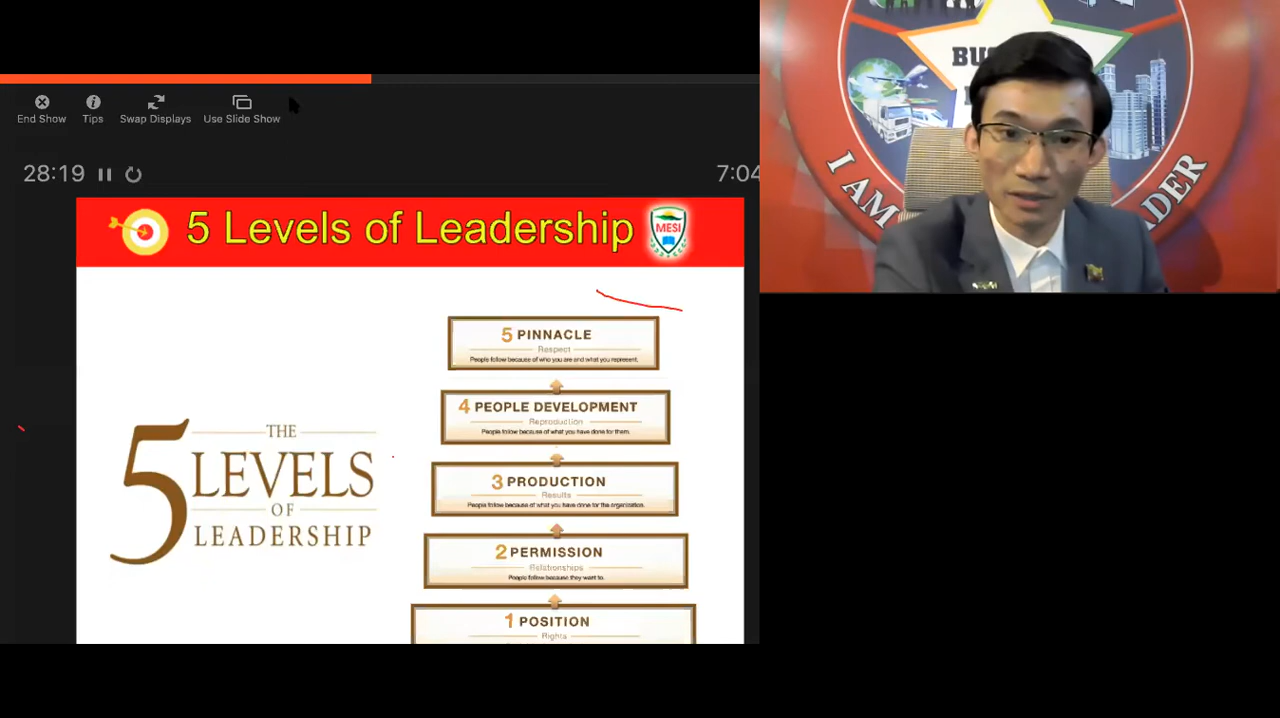 End Show
Tips
Swap Displays
Use Slide Show
28:19
7:04
5 Levels of Leadership
MESI
5 PINNACLE
Respect
People follow because of who you are and what you represent.
4 PEOPLE DEVELOPMENT
Reproduction
People follow because of what you have done for them.
3 PRODUCTION
Results
People follow because of what you have done for the organization.
2 PERMISSION
Relationships
People follow because they want to.
1 POSITION
Rights
THE
5 LEVELS
OF
LEADERSHIP
BUS
I AM